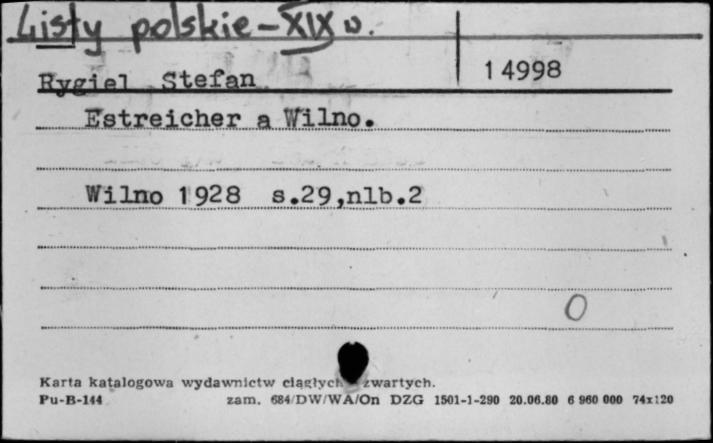 Listy polskie - XIX w.
Rygiel Stefan 14998
Estreicher a Wilno.
Wilno 1928 s.29,nlb.2
O
Karta katalogowa wydawnictw ciągłych zwartych.
Pu-B-144 zam. 684/DW/WA/On DZG 1501-1-290 20.06.80 6 960 000 74x120